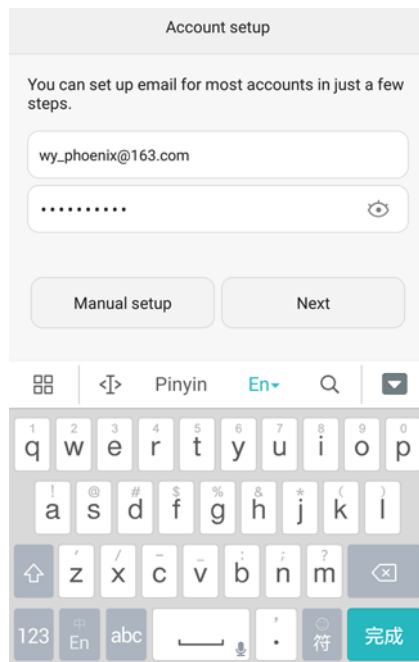 Account setup
You can set up email for most accounts in just a few
steps.
wy_phoenix@163.com
••••••••••
Manual setup Next
Pinyin En
1 2 3 4 5 6 7 8 9 0
q w e r t y u i o p
! @ # $ % & * ( )
a s d f g h j k l
' / - _ : ; ?
z x c v b n m
中 ,
123 En abc . 符 完成